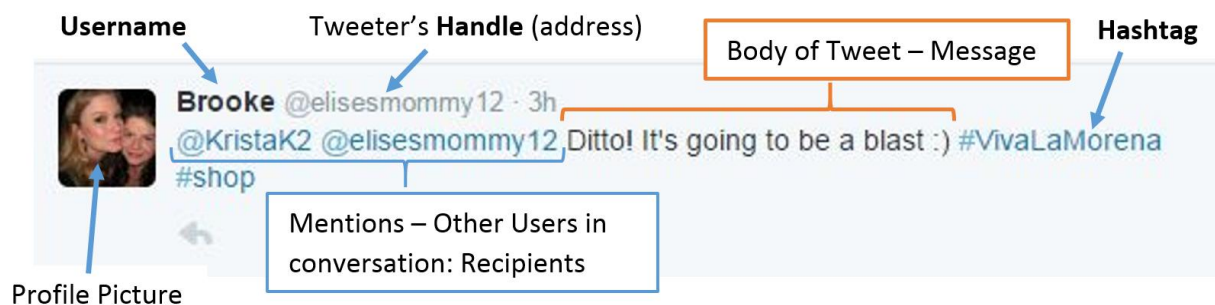 Username
Tweeter's Handle (address)
Body of Tweet – Message
Hashtag
Brooke @elisesmommy12 · 3h
@KristaK2 @elisesmommy12 Ditto! It's going to be a blast :) #VivaLaMorena
#shop
Mentions – Other Users in
conversation: Recipients
Profile Picture